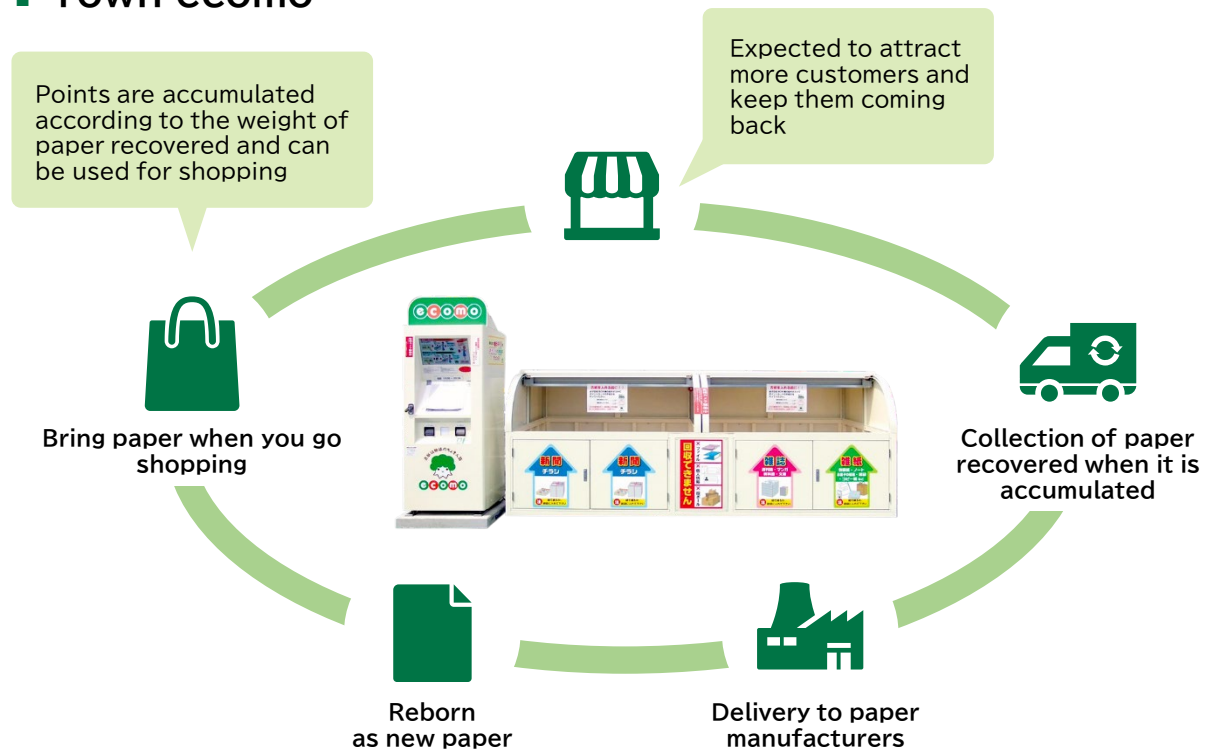 Town ecomo
Points are accumulated
according to the weight of
paper recovered and can
be used for shopping
Expected to attract
more customers and
keep them coming
back
Bring paper when you go
shopping
Collection of paper
recovered when it is
accumulated
Reborn
as new paper
Delivery to paper
manufacturers
ecomo
ecomo
新聞
チラシ
新聞
チラシ
回収できません
雑誌
雑紙